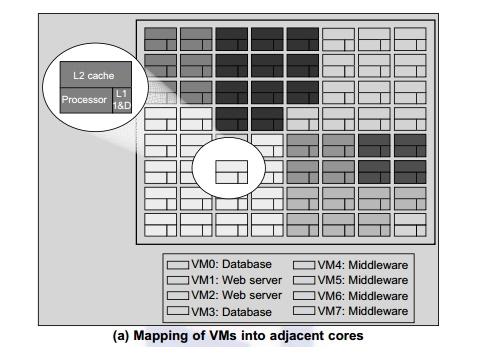 L2 cache
Processor L1
1&D
VM0: Database VM4: Middleware
VM1: Web server VM5: Middleware
VM2: Web server VM6: Middleware
VM3: Database VM7: Middleware
(a) Mapping of VMs into adjacent cores